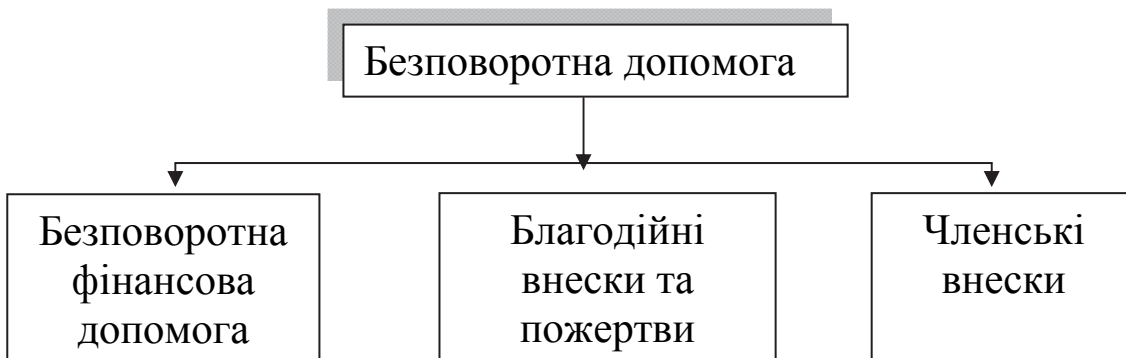 Безповоротна допомога
Безповоротна
фінансова
допомога
Благодійні
внески та
пожертви
Членські
внески